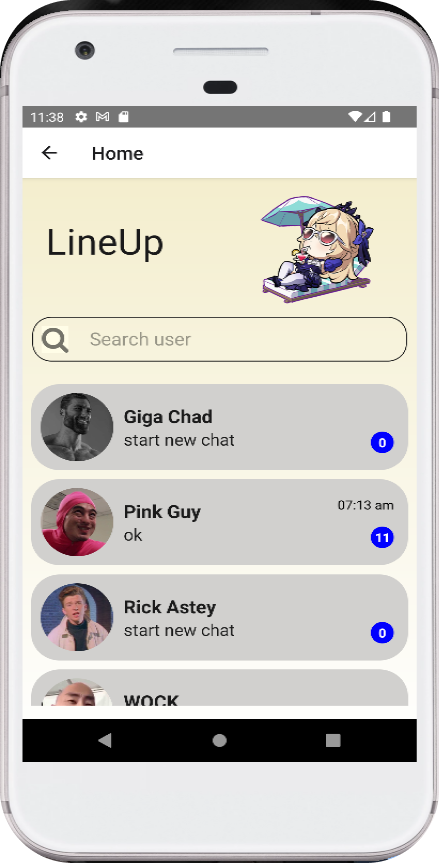 11:38
Home
LineUp
Search user
Giga Chad
start new chat
0
Pink Guy
07:13 am
ok
11
Rick Astey
start new chat
0
WOCK